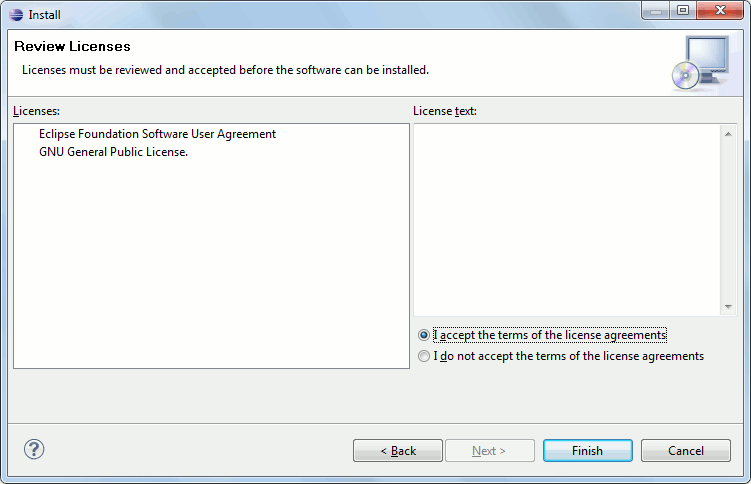 Install
Review Licenses
Licenses must be reviewed and accepted before the software can be installed.
Licenses:
Eclipse Foundation Software User Agreement
GNU General Public License.
License text:
I accept the terms of the license agreements
I do not accept the terms of the license agreements
?
< Back
Next >
Finish
Cancel